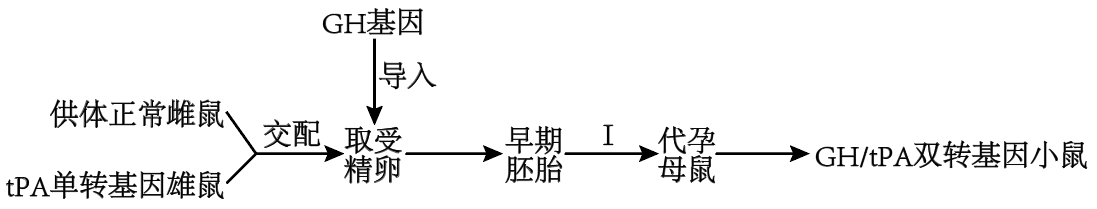 GH基因
导入
供体正常雌鼠
交配
tPA单转基因雄鼠
取受
精卵
早期
胚胎
I
代孕
母鼠
GH/tPA双转基因小鼠